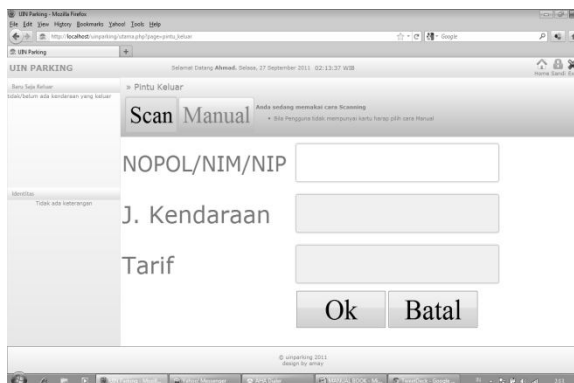 UIN Parking - Mozilla Firefox
File Edit View History Bookmarks Yahoo! Tools Help
http://localhost/uinparking/utama.php?page=pintu_keluar
Google
UIN Parking
UIN PARKING
Selamat Datang Ahmad. Selasa, 27 September 2011 02:13:37 WIB
Home Sandi
Baru Saja Keluar
tidak/belum ada kendaraan yang keluar
» Pintu Keluar
Scan Manual
Anda sedang memakai cara Scanning
• Bila Pengguna tidak mempunyai kartu harap pilih cara Manual
NOPOL/NIM/NIP
Identitas
Tidak ada keterangan
J. Kendaraan
Tarif
Ok Batal
© uinparking 2011
design by amay